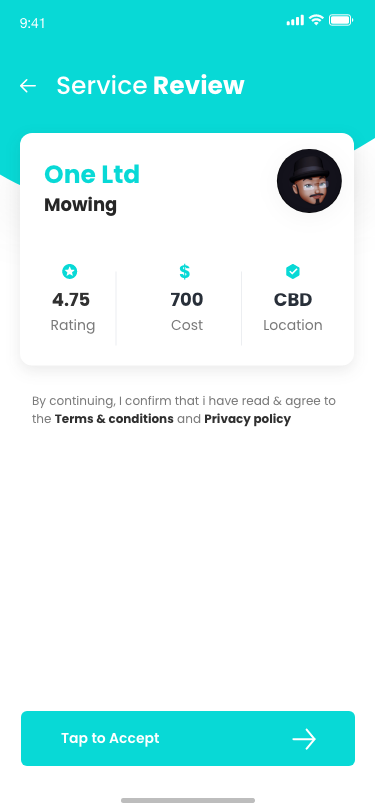 9:41
Service Review
One Ltd
Mowing
$
4.75 700 CBD
Rating Cost Location
By continuing, I confirm that i have read & agree to
the Terms & conditions and Privacy policy
Tap to Accept